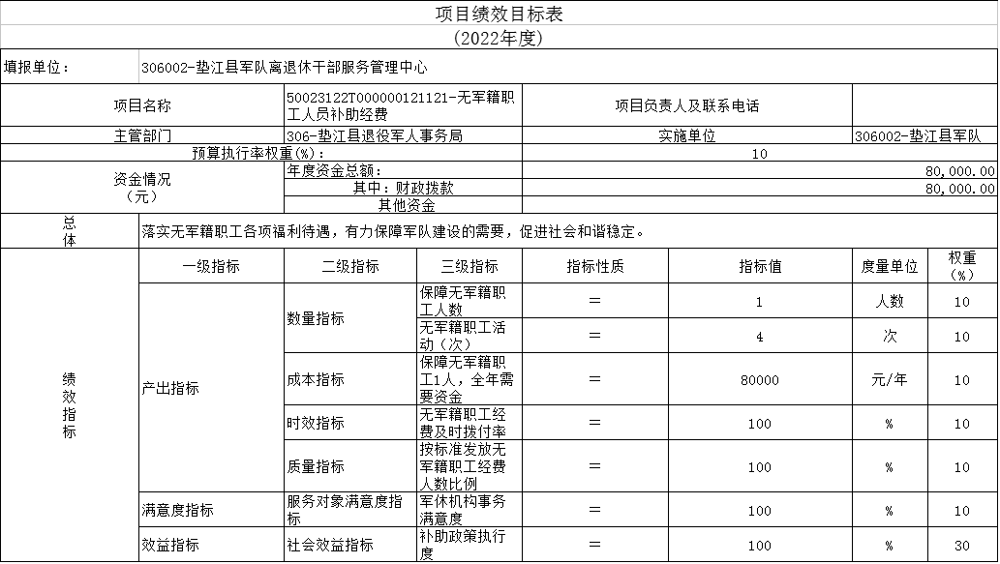 项目绩效目标表
(2022年度)
填报单位： 306002-垫江县军队离退休干部服务管理中心
项目名称 50023122T000000121121-无军籍职工人员补助经费 项目负责人及联系电话
主管部门 306-垫江县退役军人事务局 实施单位 306002-垫江县军队
预算执行率权重(%)： 10
资金情况（元） 年度资金总额： 80,000.00
其中：财政拨款 80,000.00
其他资金
总体 落实无军籍职工各项福利待遇，有力保障军队建设的需要，促进社会和谐稳定。
绩效指标 一级指标 二级指标 三级指标 指标性质 指标值 度量单位 权重（%）
产出指标 数量指标 保障无军籍职工人数 ＝ 1 人数 10
无军籍职工活动（次） ＝ 4 次 10
成本指标 保障无军籍职工1人，全年需要资金 ＝ 80000 元/年 10
时效指标 无军籍职工经费及时拨付率 ＝ 100 % 10
质量指标 按标准发放无军籍职工经费人数比例 ＝ 100 % 10
满意度指标 服务对象满意度指标 军休机构事务满意度 ＝ 100 % 10
效益指标 社会效益指标 补助政策执行度 ＝ 100 % 30